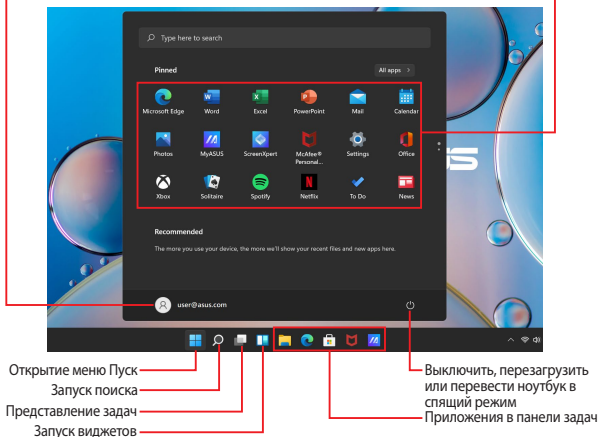 Type here to search
Pinned
All apps >
Microsoft Edge Word Excel PowerPoint Mail Calendar
Photos MyASUS ScreenXpert McAfee® Personal... Settings Office
Xbox Solitaire Spotify Netflix To Do News
Recommended
The more you use your device, the more we'll show your recent files and new apps here.
user@asus.com
Открытие меню Пуск
Запуск поиска
Представление задач
Запуск виджетов
Выключить, перезагрузить
или перевести ноутбук в
спящий режим
Приложения в панели задач